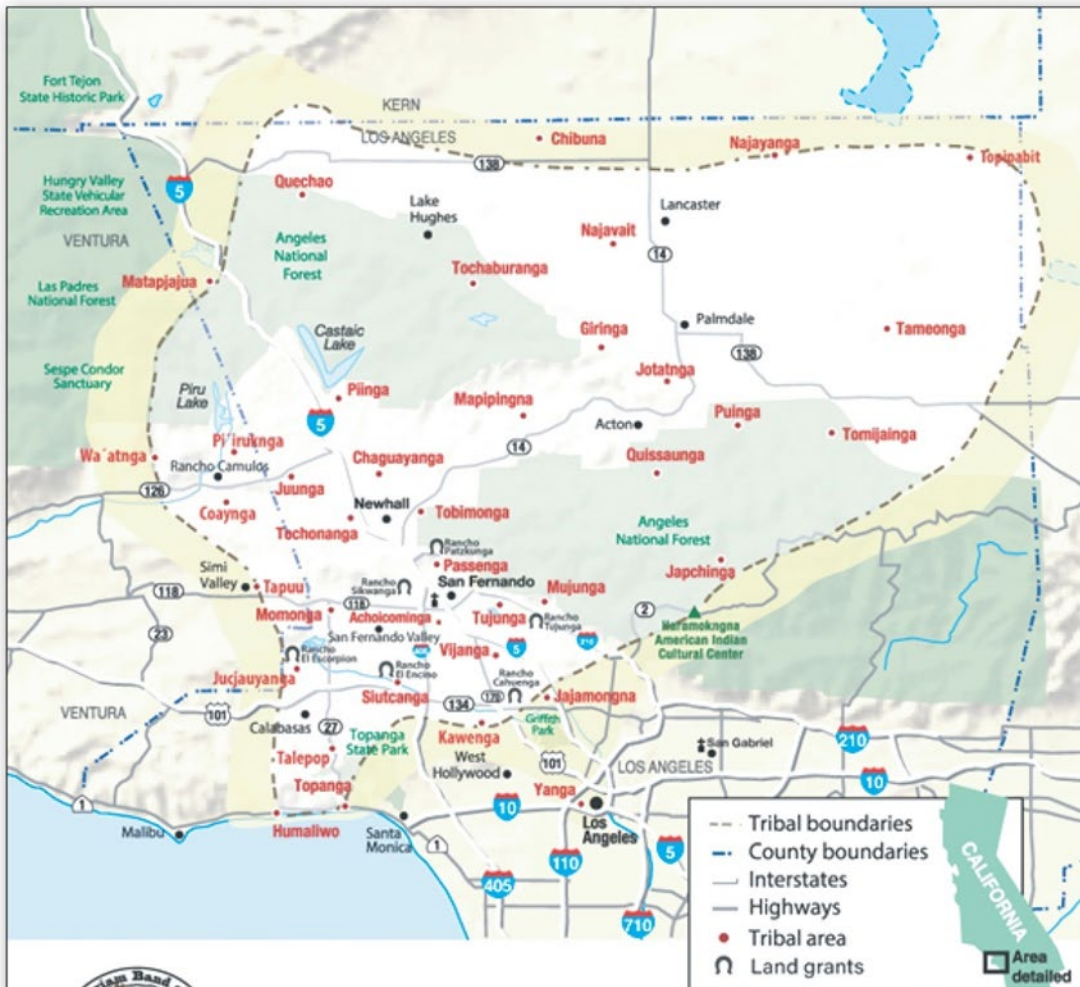 Fort Tejon
State Historic Park
KERN
LOS ANGELES
Chibuna
Najayanga
Topipabit
138
Hungry Valley
State Vehicular
Recreation Area
5
Quechao
Lake
Hughes
Lancaster
VENTURA
Angeles
National
Forest
Najavait
14
Matapjajua
Las Padres
National Forest
Tochaburanga
Castaic
Lake
Giringa
Palmdale
Tameonga
138
Sespe Condor
Sanctuary
Piru
Lake
Piinga
Jotatnga
Mapipingna
Puinga
5
Acton
Tomijainga
Pi´iruknga
14
Wa´atnga
Rancho Camulos
Chaguayanga
Quissaunga
126
Juunga
Newhall
Coaynga
Tobimonga
Tochonanga
Angeles
National Forest
Rancho
Patzkunga
Passenga
Japchinga
Simi
Valley
Tapuu
Rancho
Sikwanga
San Fernando
Mujunga
118
118
Momonga
Achoicominga
Tujunga
Rancho
Tujunga
2
Haramokngna
American Indian
Cultural Center
23
San Fernando Valley
Vijanga
5
Rancho
El Escorpion
Rancho
El Encino
Rancho
Cahuenga
Jucjauyanga
Siutcanga
134
170
Jajamongna
VENTURA
101
Calabasas
27
Topanga
State Park
Griffith
Park
Kawenga
101
San Gabriel
210
Talepop
West
Hollywood
LOS ANGELES
10
Topanga
Yanga
1
10
Malibu
Humaliwo
Santa
Monica
1
Los
Angeles
405
110
5
710
Tribal boundaries
County boundaries
Interstates
Highways
Tribal area
Land grants
CALIFORNIA
Area
detailed